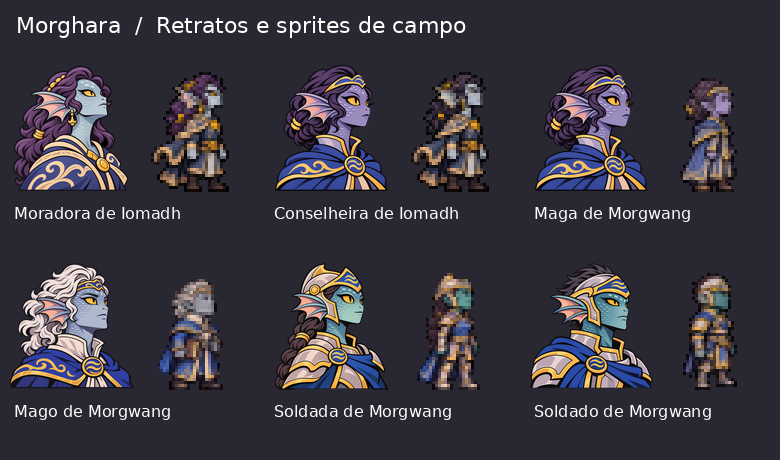 Morghara / Retratos e sprites de campo
Moradora de Iomadh
Conselheira de Iomadh
Maga de Morgwang
Mago de Morgwang
Soldada de Morgwang
Soldado de Morgwang